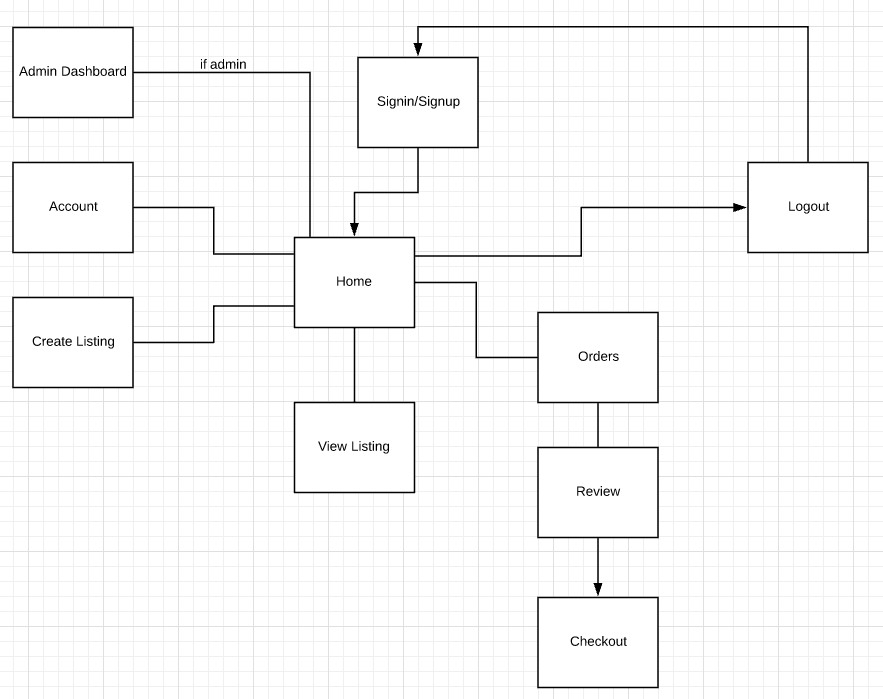 if admin
Admin Dashboard
Signin/Signup
Account
Logout
Home
Create Listing
Orders
View Listing
Review
Checkout